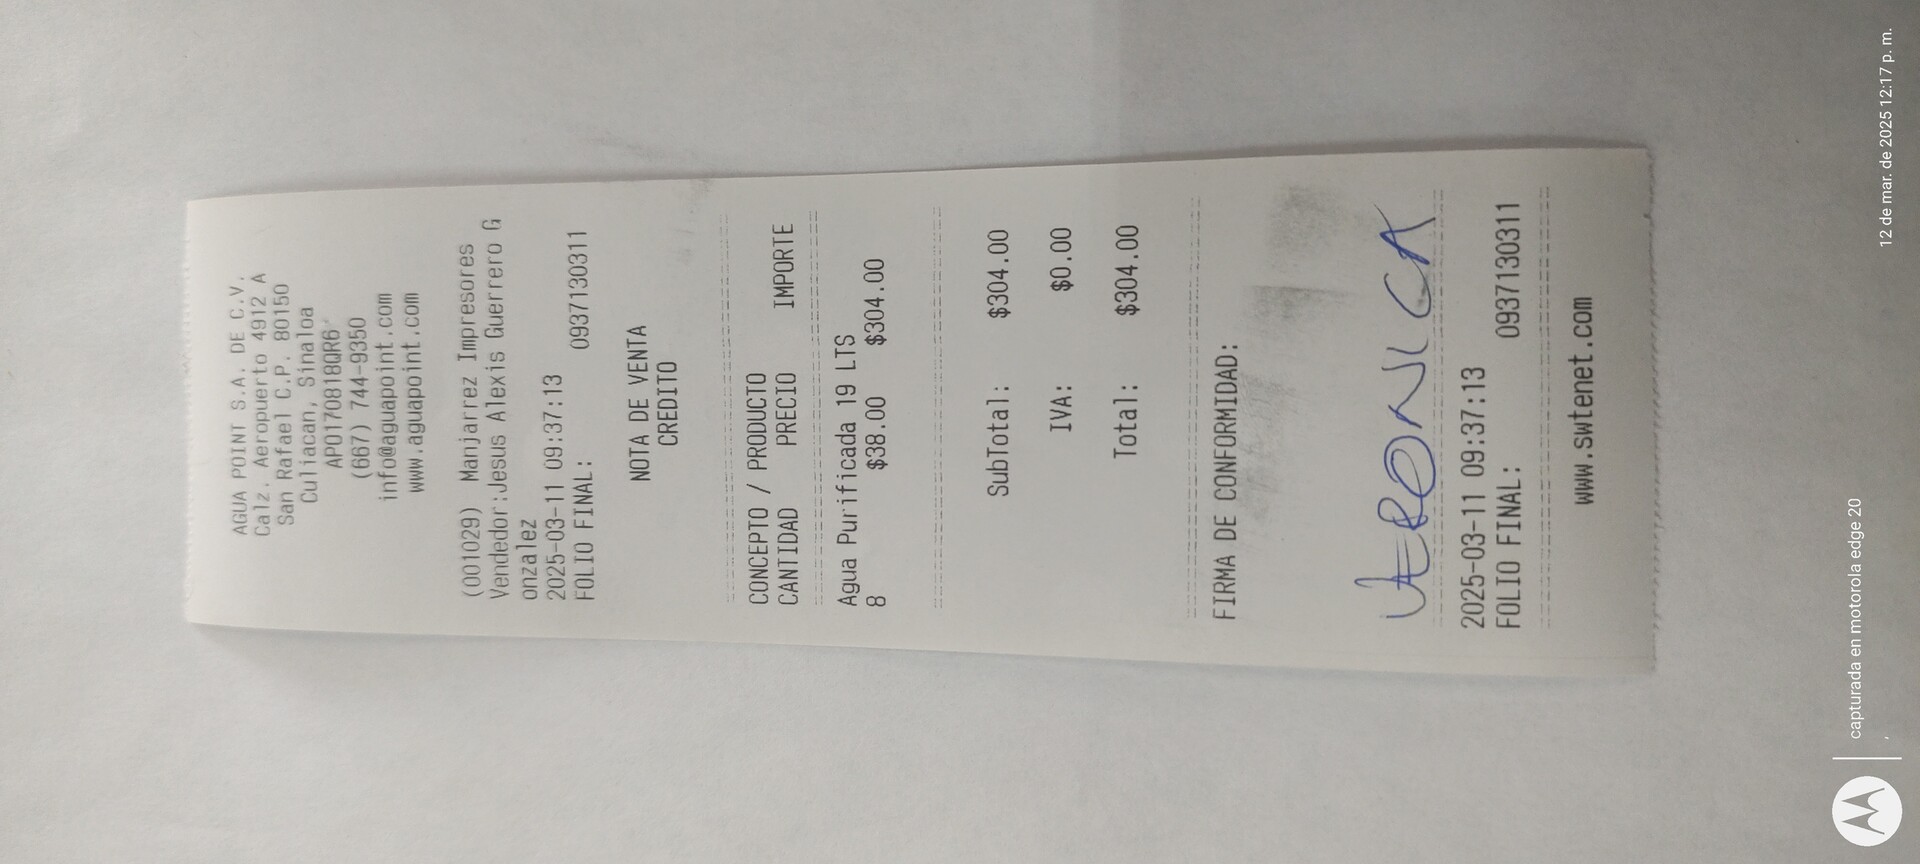 AGUA POINT S.A. DE C.V.
Calz. Aeropuerto 4912 A
San Rafael C.P. 80150
Culiacan, Sinaloa
APO170818QR6
(667) 744-9350
info@aguapoint.com
www.aguapoint.com
(001029) Manjarrez Impresores
Vendedor:Jesus Alexis Guerrero G
onzalez
2025-03-11 09:37:13
FOLIO FINAL: 0937130311
NOTA DE VENTA
CREDITO
CONCEPTO / PRODUCTO
CANTIDAD PRECIO IMPORTE
Agua Purificada 19 LTS
8 $38.00 $304.00
SubTotal: $304.00
IVA: $0.00
Total: $304.00
FIRMA DE CONFORMIDAD:
VERONICA
2025-03-11 09:37:13
FOLIO FINAL: 0937130311
www.swtenet.com
capturada en motorola edge 20
,
12 de mar. de 2025 12:17 p. m.